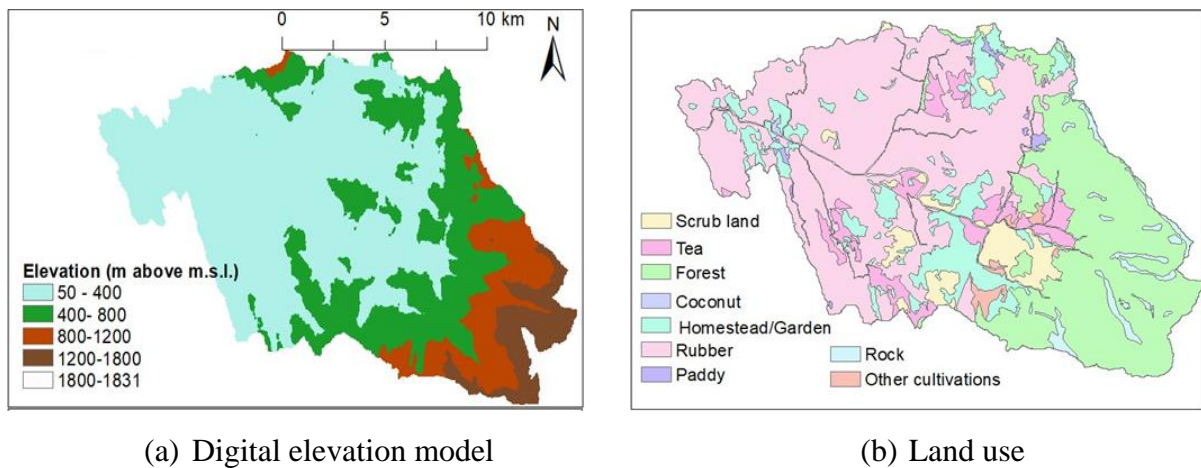 0 5 10 km
N
Elevation (m above m.s.l.)
50 - 400
400- 800
800-1200
1200-1800
1800-1831
Scrub land
Tea
Forest
Coconut
Homestead/Garden
Rubber
Paddy
Rock
Other cultivations
(a) Digital elevation model
(b) Land use